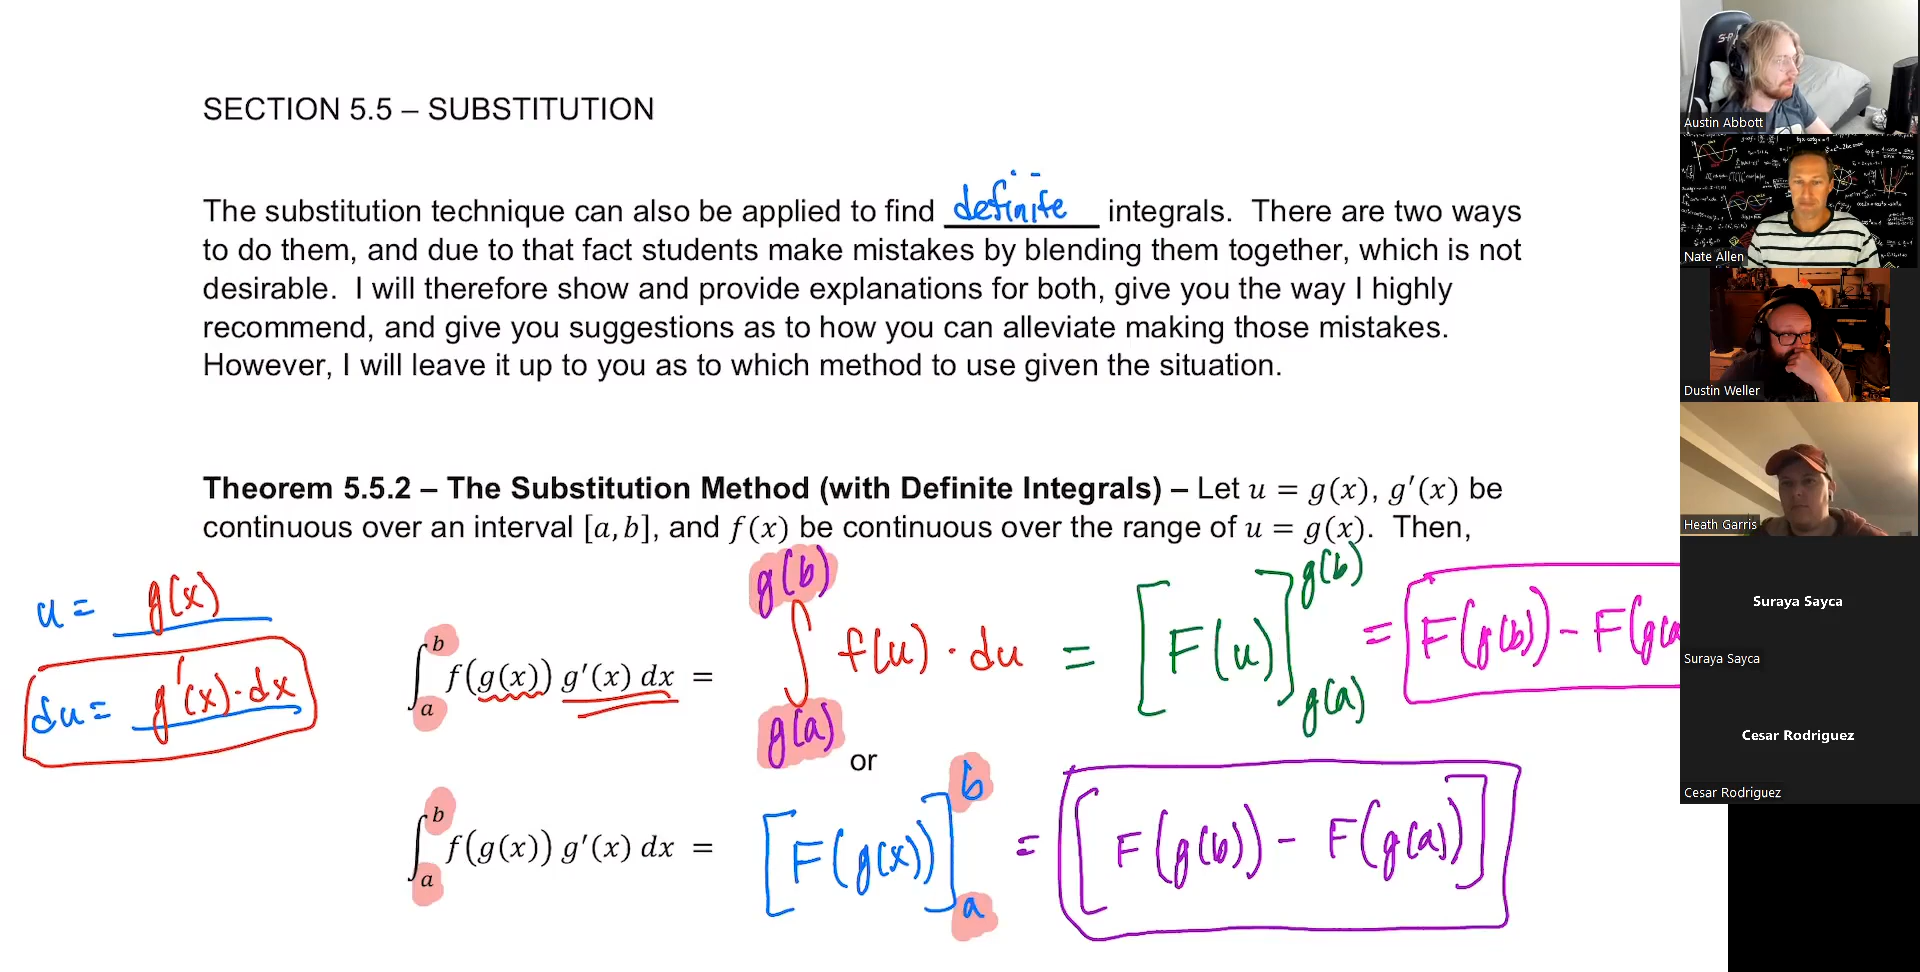 SECTION 5.5 – SUBSTITUTION
The substitution technique can also be applied to find definite integrals. There are two ways
to do them, and due to that fact students make mistakes by blending them together, which is not
desirable. I will therefore show and provide explanations for both, give you the way I highly
recommend, and give you suggestions as to how you can alleviate making those mistakes.
However, I will leave it up to you as to which method to use given the situation.
Theorem 5.5.2 – The Substitution Method (with Definite Integrals) – Let u = g(x), g′(x) be
continuous over an interval [a, b], and f(x) be continuous over the range of u = g(x). Then,
u = g(x)
du = g'(x)·dx
∫_a^b f(g(x)) g′(x) dx = ∫_{g(a)}^{g(b)} f(u)·du = [F(u)]_{g(a)}^{g(b)} = F(g(b)) - F(g(a
or
∫_a^b f(g(x)) g′(x) dx = [F(g(x))]_a^b = [F(g(b)) - F(g(a))]
Austin Abbott
Nate Allen
Dustin Weller
Heath Garris
Suraya Sayca
Suraya Sayca
Cesar Rodriguez
Cesar Rodriguez